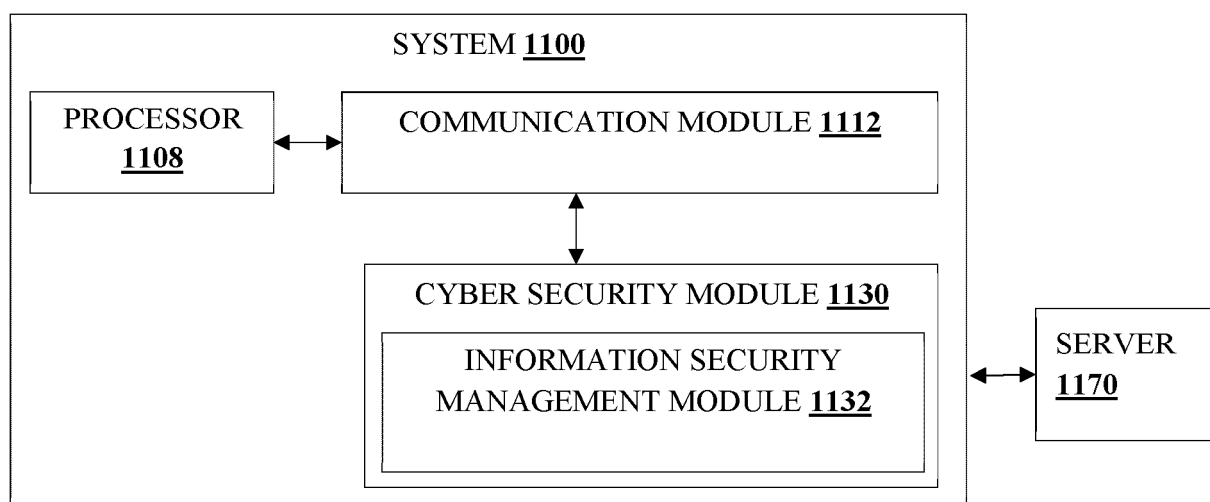 SYSTEM 1100
PROCESSOR
1108
COMMUNICATION MODULE 1112
CYBER SECURITY MODULE 1130
INFORMATION SECURITY
MANAGEMENT MODULE 1132
SERVER
1170